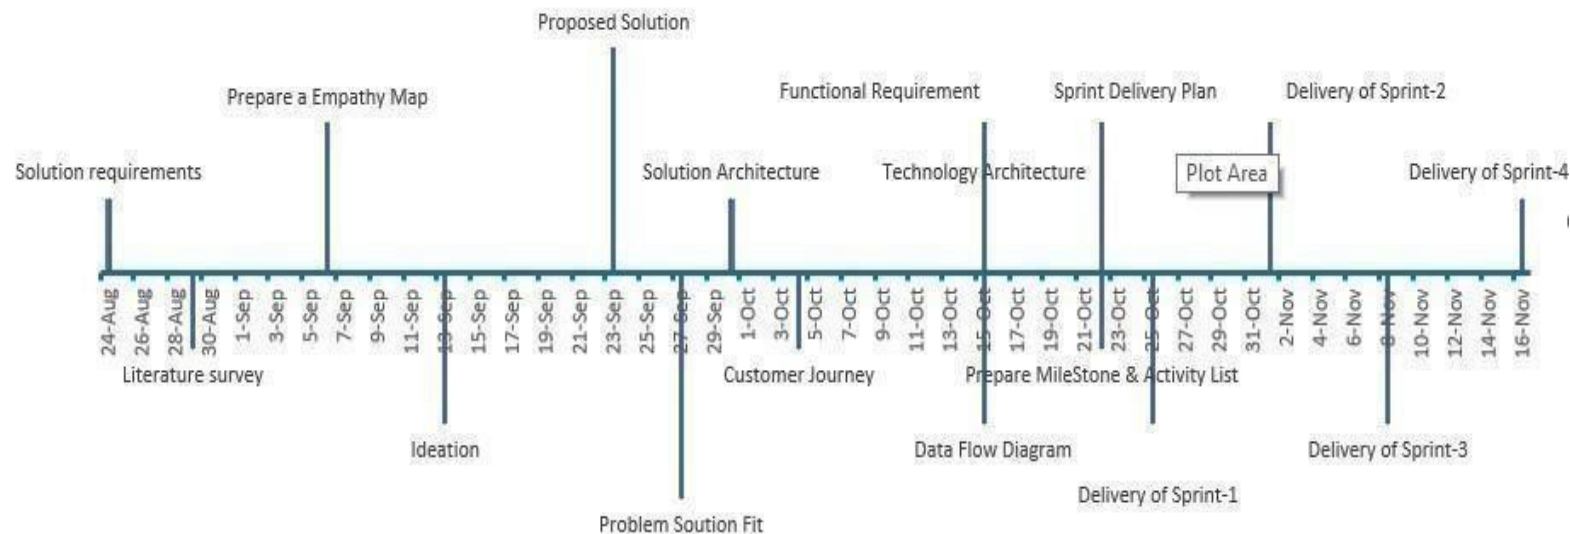 Proposed Solution
Prepare a Empathy Map
Functional Requirement
Sprint Delivery Plan
Delivery of Sprint-2
Solution requirements
Solution Architecture
Technology Architecture
Plot Area
Delivery of Sprint-4
24-Aug
26-Aug
28-Aug
30-Aug
1-Sep
3-Sep
5-Sep
7-Sep
9-Sep
11-Sep
13-Sep
15-Sep
17-Sep
19-Sep
21-Sep
23-Sep
25-Sep
27-Sep
29-Sep
1-Oct
3-Oct
5-Oct
7-Oct
9-Oct
11-Oct
13-Oct
15-Oct
17-Oct
19-Oct
21-Oct
23-Oct
25-Oct
27-Oct
29-Oct
31-Oct
2-Nov
4-Nov
6-Nov
8-Nov
10-Nov
12-Nov
14-Nov
16-Nov
Literature survey
Customer Journey
Prepare MileStone & Activity List
Ideation
Data Flow Diagram
Delivery of Sprint-3
Delivery of Sprint-1
Problem Soution Fit